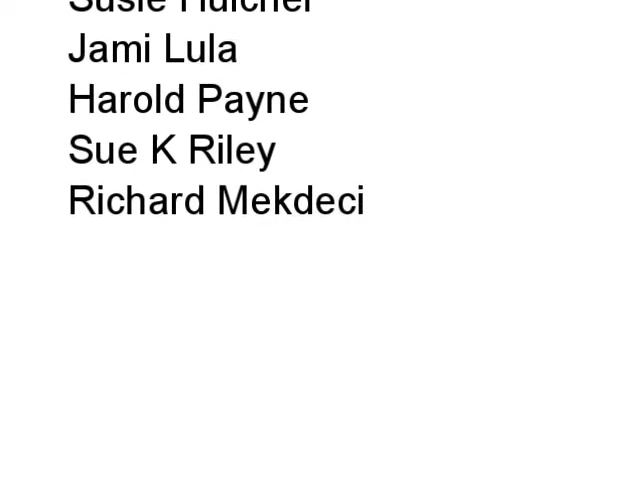 Susie
Jami Lula
Harold Payne
Sue K Riley
Richard Mekdeci